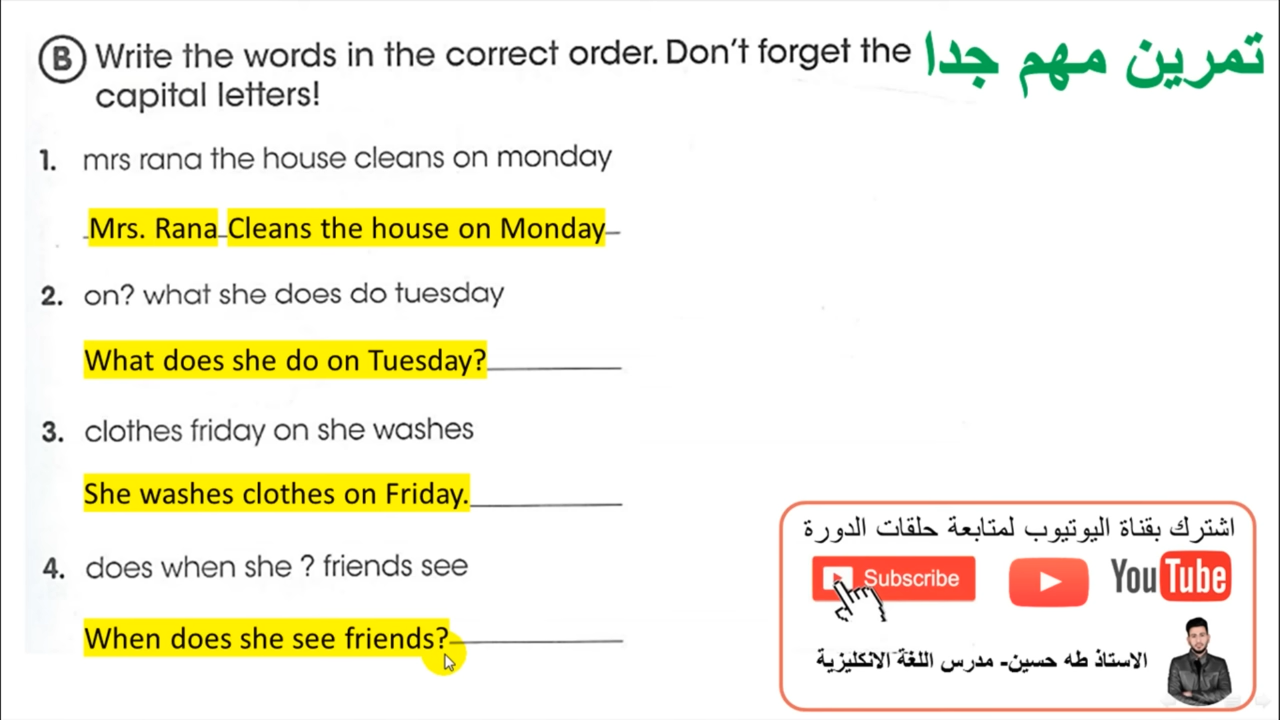 B Write the words in the correct order. Don't forget the
capital letters!
تمرين مهم جدا
1. mrs rana the house cleans on monday
Mrs. Rana Cleans the house on Monday
2. on? what she does do tuesday
What does she do on Tuesday?
3. clothes friday on she washes
She washes clothes on Friday.
4. does when she ? friends see
When does she see friends?
اشترك بقناة اليوتيوب لمتابعة حلقات الدورة
Subscribe
YouTube
الاستاذ طه حسين- مدرس اللغة الانكليزية